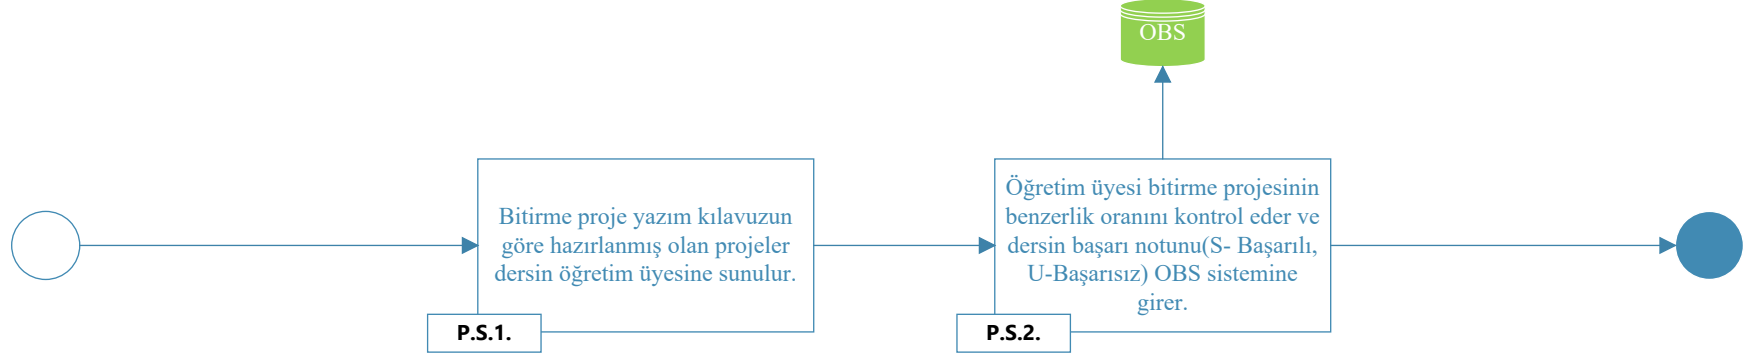 OBS
Bitirme proje yazım kılavuzun
göre hazırlanmış olan projeler
dersin öğretim üyesine sunulur.
P.S.1.
Öğretim üyesi bitirme projesinin
benzerlik oranını kontrol eder ve
dersin başarı notunu(S- Başarılı,
U-Başarısız) OBS sistemine
girer.
P.S.2.